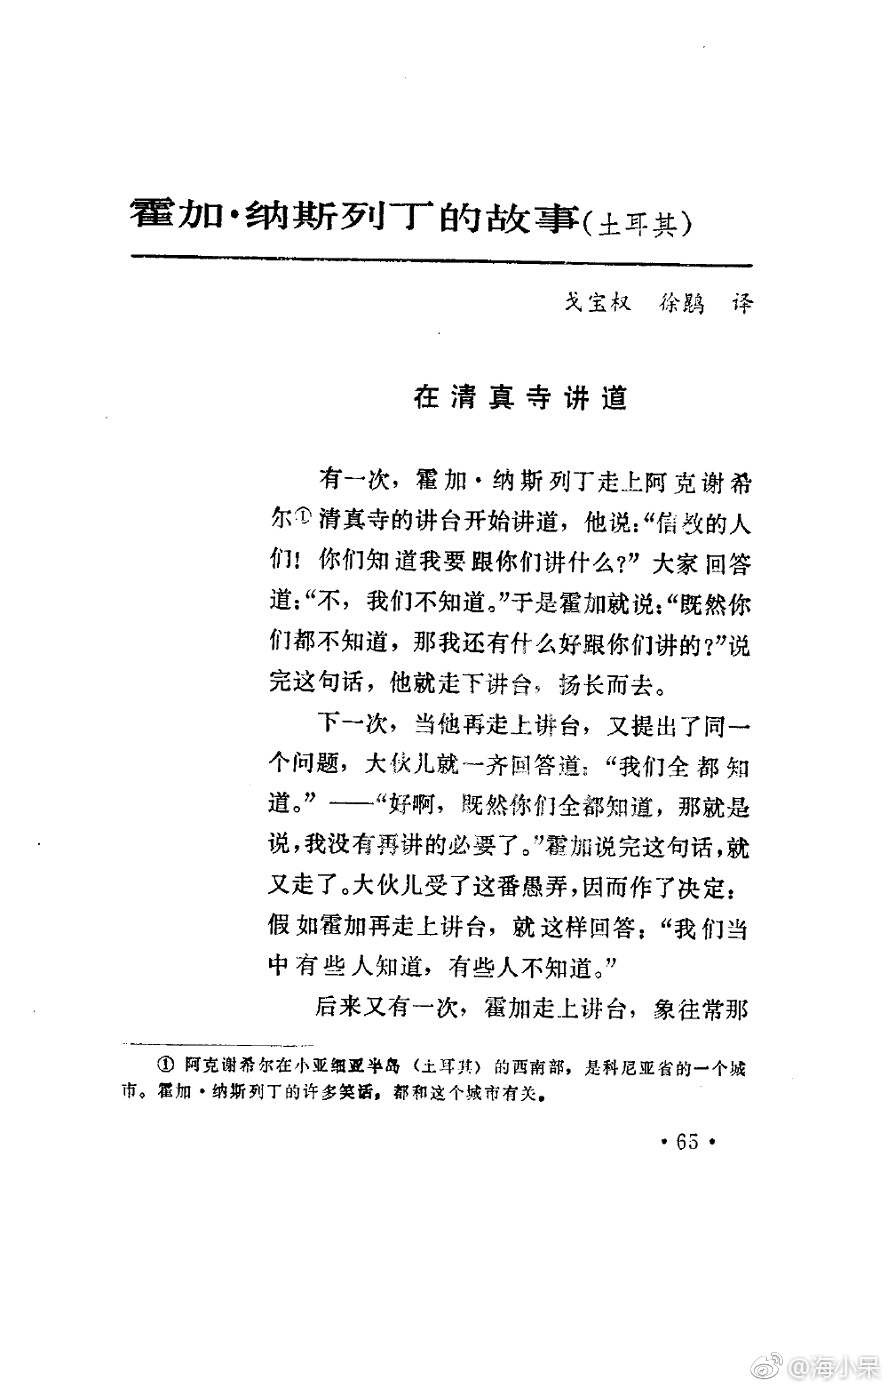 霍加·纳斯列丁的故事(土耳其)
戈宝权 徐鹍 译
在清真寺讲道
有一次，霍加·纳斯列丁走上阿克谢希
尔①清真寺的讲台开始讲道，他说：“信教的人
们！你们知道我要跟你们讲什么？”大家回答
道：“不，我们不知道。”于是霍加就说：“既然你
们都不知道，那我还有什么好跟你们讲的？”说
完这句话，他就走下讲台，扬长而去。
下一次，当他再走上讲台，又提出了同一
个问题，大伙儿就一齐回答道：“我们全都知
道。”——“好啊，既然你们全都知道，那就是
说，我没有再讲的必要了。”霍加说完这句话，就
又走了。大伙儿受了这番愚弄，因而作了决定：
假如霍加再走上讲台，就这样回答：“我们当
中有些人知道，有些人不知道。”
后来又有一次，霍加走上讲台，象往常那
① 阿克谢希尔在小亚细亚半岛（土耳其）的西南部，是科尼亚省的一个城
市。霍加·纳斯列丁的许多笑话，都和这个城市有关。
·65·
@海小呆